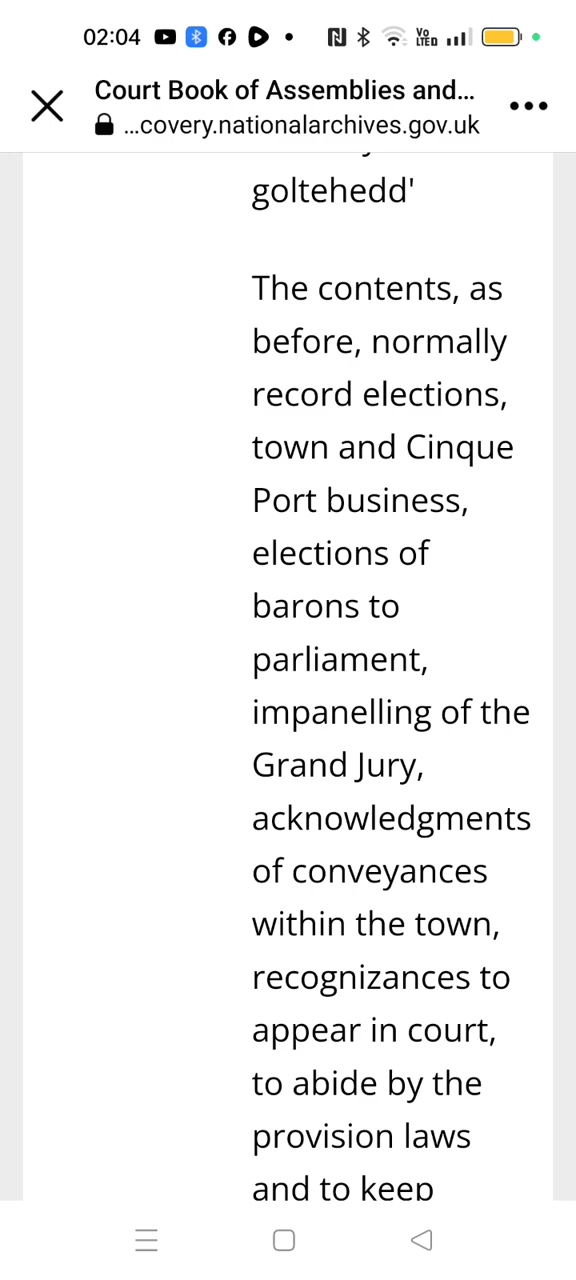 02:04
Court Book of Assemblies and...
...covery.nationalarchives.gov.uk
goltehedd'
The contents, as
before, normally
record elections,
town and Cinque
Port business,
elections of
barons to
parliament,
impanelling of the
Grand Jury,
acknowledgments
of conveyances
within the town,
recognizances to
appear in court,
to abide by the
provision laws
and to keep